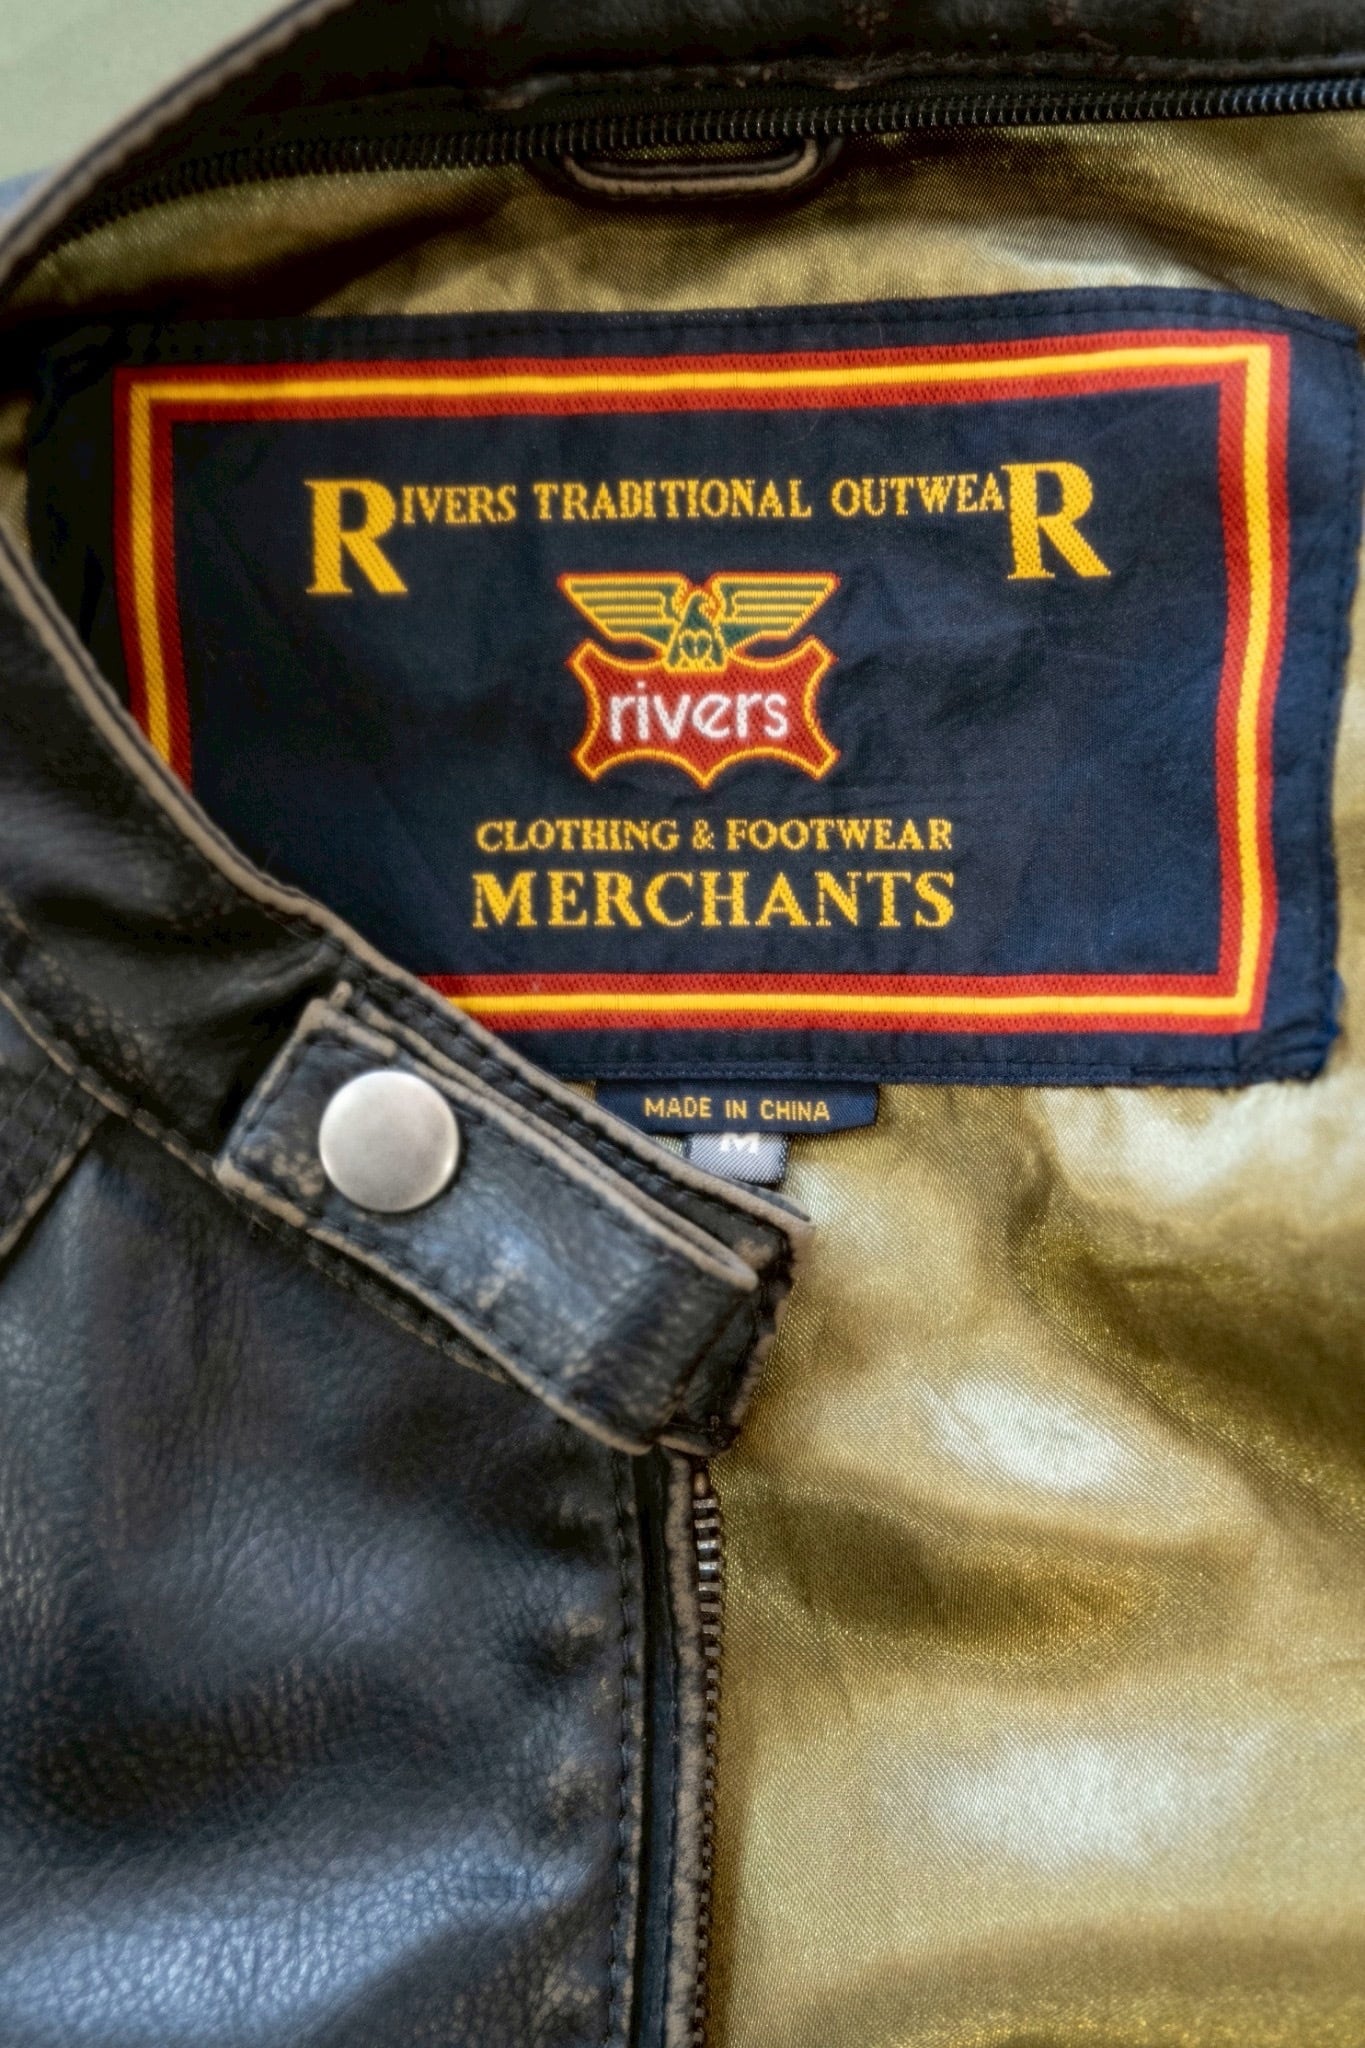 RIVERS TRADITIONAL OUTWEAR
rivers
CLOTHING & FOOTWEAR
MERCHANTS
MADE IN CHINA
M